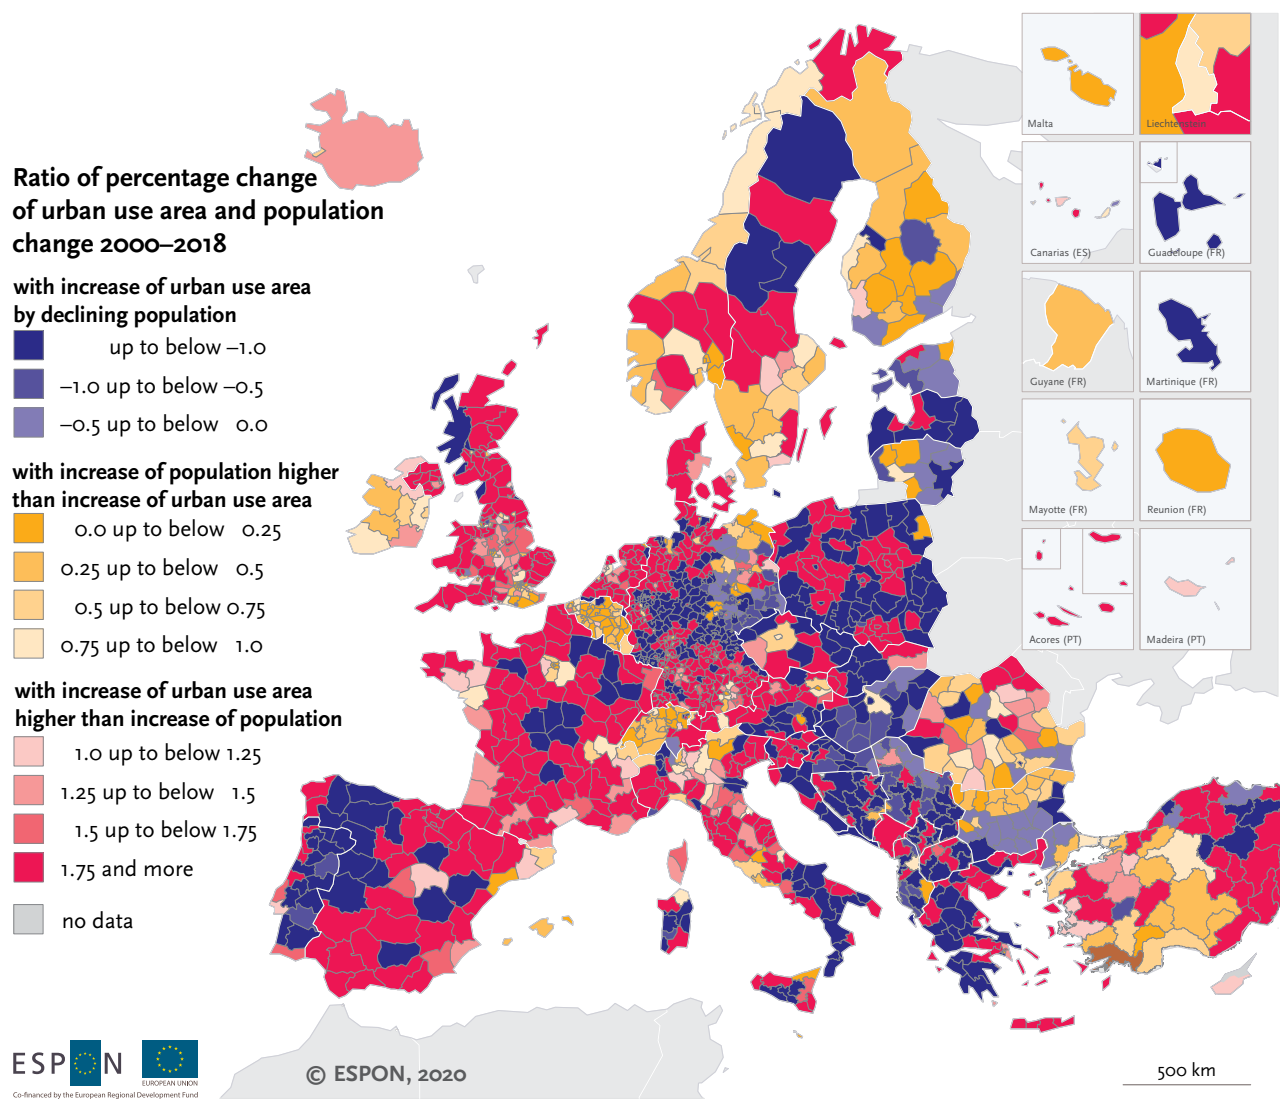 Ratio of percentage change
of urban use area and population
change 2000–2018
with increase of urban use area
by declining population
up to below –1.0
–1.0 up to below –0.5
–0.5 up to below 0.0
with increase of population higher
than increase of urban use area
0.0 up to below 0.25
0.25 up to below 0.5
0.5 up to below 0.75
0.75 up to below 1.0
with increase of urban use area
higher than increase of population
1.0 up to below 1.25
1.25 up to below 1.5
1.5 up to below 1.75
1.75 and more
no data
Malta
Liechtenstein
Canarias (ES)
Guadeloupe (FR)
Guyane (FR)
Martinique (FR)
Mayotte (FR)
Reunion (FR)
Acores (PT)
Madeira (PT)
ESPON
EUROPEAN UNION
Co-financed by the European Regional Development Fund
© ESPON, 2020
500 km